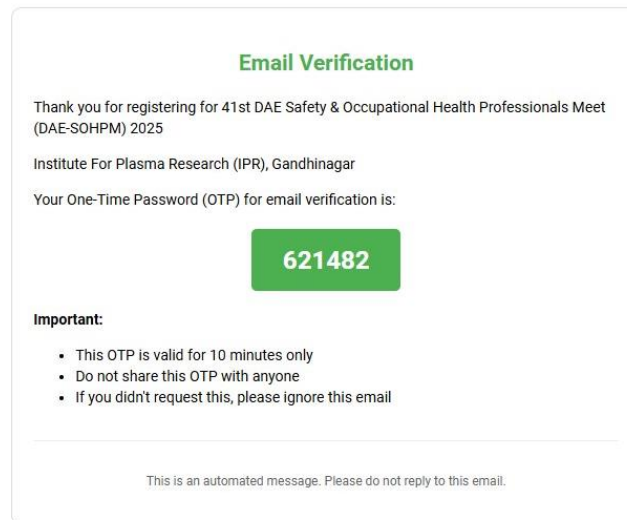 Email Verification
Thank you for registering for 41st DAE Safety & Occupational Health Professionals Meet
(DAE-SOHPM) 2025
Institute For Plasma Research (IPR), Gandhinagar
Your One-Time Password (OTP) for email verification is:
621482
Important:
• This OTP is valid for 10 minutes only
• Do not share this OTP with anyone
• If you didn't request this, please ignore this email
This is an automated message. Please do not reply to this email.